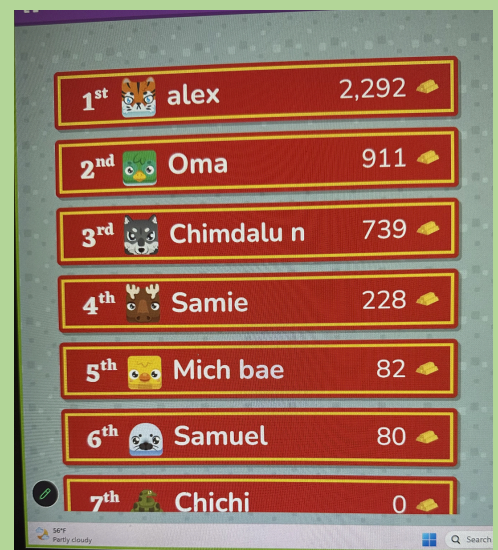 1st alex 2,292
2nd Oma 911
3rd Chimdalu n 739
4th Samie 228
5th Mich bae 82
6th Samuel 80
7th Chichi 0
56°F
Partly cloudy
Search